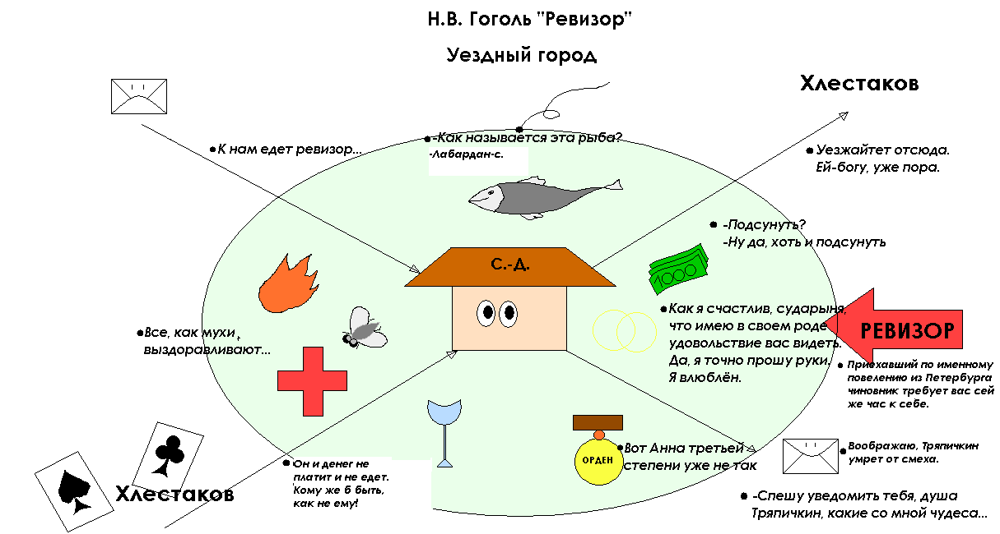 Н.В. Гоголь "Ревизор"
Уездный город
Хлестаков
К нам едет ревизор...
-Как называется эта рыба?
-Лабардан-с.
Уезжайтет отсюда.
Ей-богу, уже пора.
-Подсунуть?
-Ну да, хоть и подсунуть
С.-Д.
1000
Как я счастлив, сударыня,
что имею в своем роде
удовольствие вас видеть.
Да, я точно прошу руки.
Я влюблён.
РЕВИЗОР
Все, как мухи,
выздоравливают...
Приехавший по именному
повелению из Петербурга
чиновник требует вас сей
же час к себе.
Вот Анна третьей
степени уже не так
ОРДЕН
Воображаю, Тряпичкин
умрет от смеха.
Он и денег не
платит и не едет.
Кому же б быть,
как не ему!
Хлестаков
-Спешу уведомить тебя, душа
Тряпичкин, какие со мной чудеса...